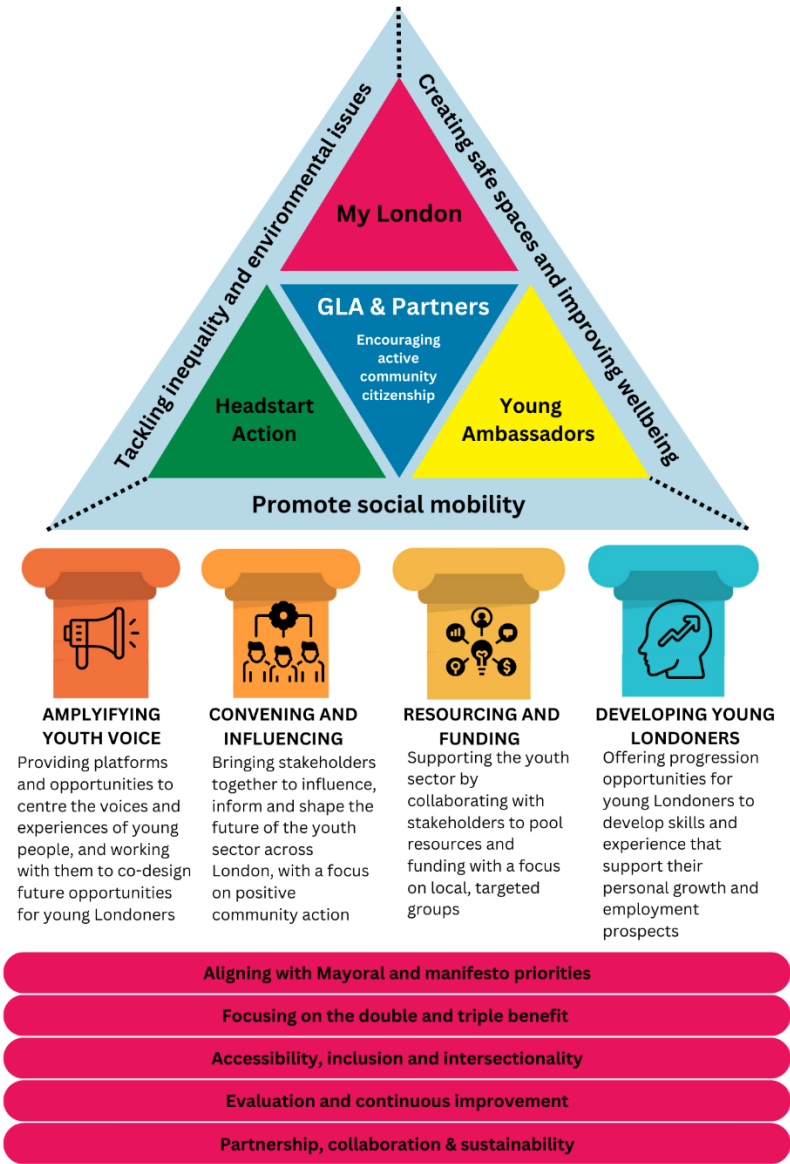 Tackling inequality and environmental issues
Creating safe spaces and improving wellbeing
My London
GLA & Partners
Encouraging
active
community
citizenship
Headstart
Action
Young
Ambassadors
Promote social mobility
AMPLYIFYING
YOUTH VOICE
Providing platforms
and opportunities to
centre the voices and
experiences of young
people, and working
with them to co-design
future opportunities
for young Londoners
CONVENING AND
INFLUENCING
Bringing stakeholders
together to influence,
inform and shape the
future of the youth
sector across
London, with a focus
on positive
community action
RESOURCING AND
FUNDING
Supporting the youth
sector by
collaborating with
stakeholders to pool
resources and
funding with a focus
on local, targeted
groups
DEVELOPING YOUNG
LONDONERS
Offering progression
opportunities for
young Londoners to
develop skills and
experience that
support their
personal growth and
employment
prospects
Aligning with Mayoral and manifesto priorities
Focusing on the double and triple benefit
Accessibility, inclusion and intersectionality
Evaluation and continuous improvement
Partnership, collaboration & sustainability